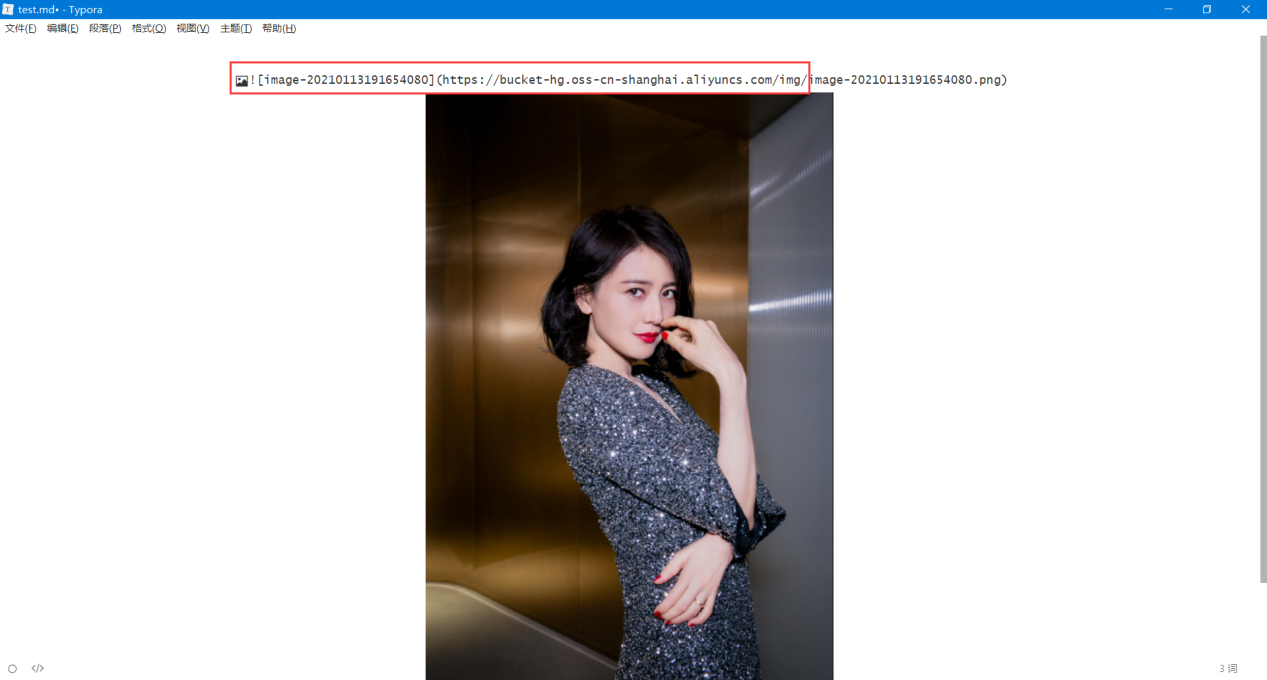 test.md• - Typora
文件(F) 编辑(E) 段落(P) 格式(O) 视图(V) 主题(T) 帮助(H)
![image-20210113191654080](https://bucket-hg.oss-cn-shanghai.aliyuncs.com/img/image-20210113191654080.png)
</> 3 词